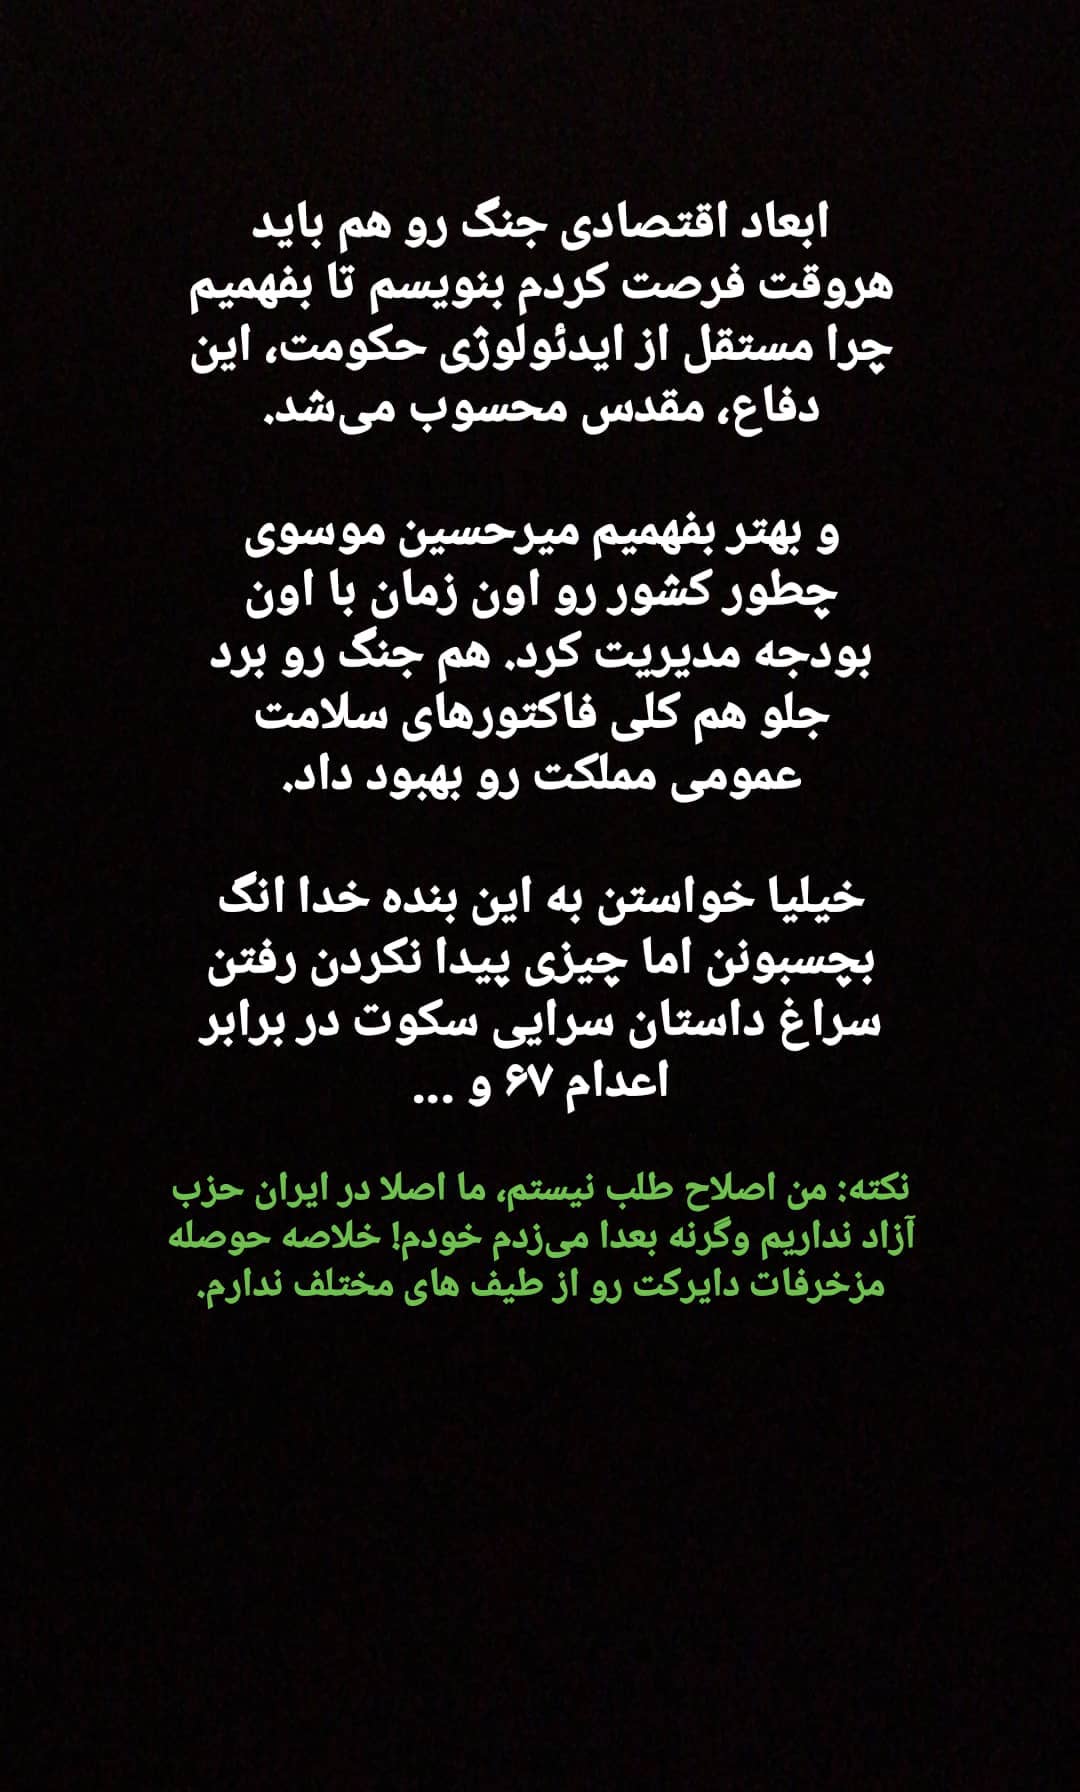 ابعاد اقتصادی جنگ رو هم باید
هروقت فرصت کردم بنویسم تا بفهمیم
چرا مستقل از ایدئولوژی حکومت، این
دفاع، مقدس محسوب می‌شد.
و بهتر بفهمیم میرحسین موسوی
چطور کشور رو اون زمان با اون
بودجه مدیریت کرد. هم جنگ رو برد
جلو هم کلی فاکتورهای سلامت
عمومی مملکت رو بهبود داد.
خیلیا خواستن به این بنده خدا انگ
بچسبونن اما چیزی پیدا نکردن رفتن
سراغ داستان سرایی سکوت در برابر
اعدام ۶۷ و ...
نکته: من اصلاح طلب نیستم، ما اصلا در ایران حزب
آزاد نداریم وگرنه بعدا می‌زدم خودم! خلاصه حوصله
مزخرفات دایرکت رو از طیف های مختلف ندارم.